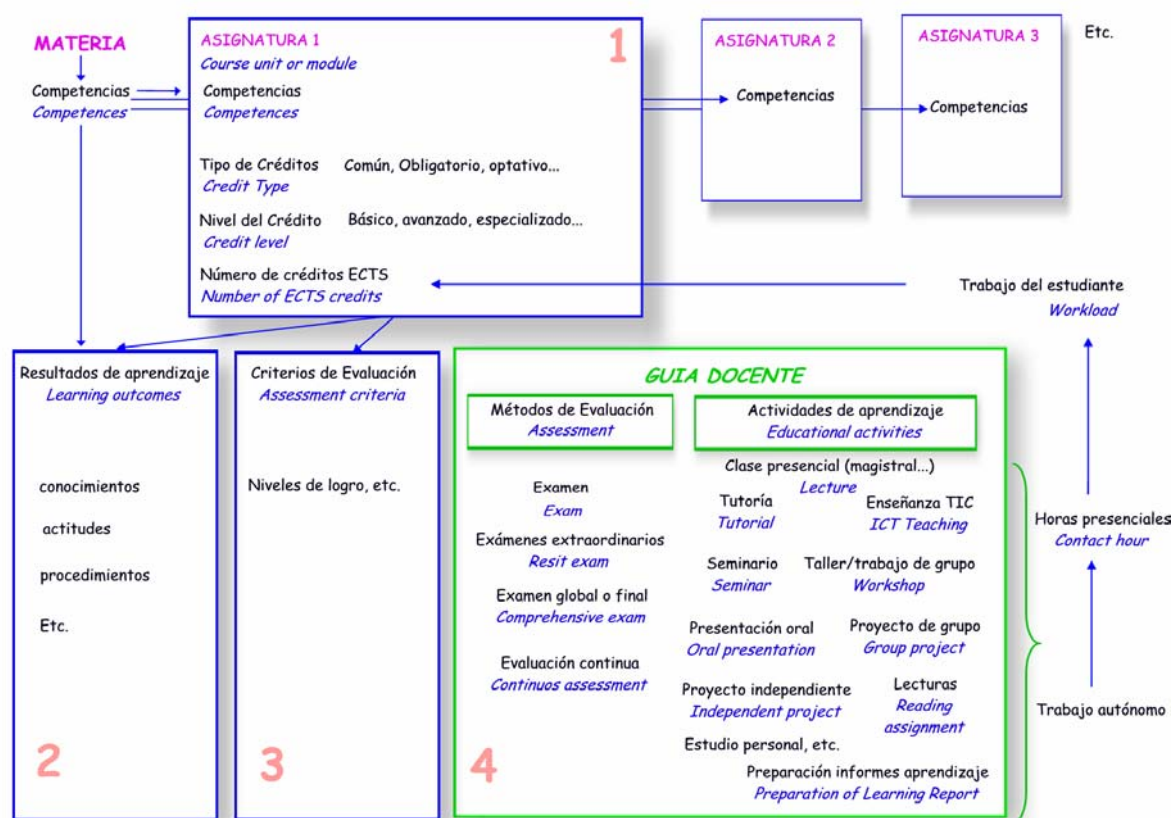 MATERIA
Competencias
Competences
ASIGNATURA 1
1
Course unit or module
Competencias
Competences
Tipo de Créditos
Común, Obligatorio, optativo...
Credit Type
Nivel del Crédito
Básico, avanzado, especializado...
Credit level
Número de créditos ECTS
Number of ECTS credits
ASIGNATURA 2
Competencias
ASIGNATURA 3
Competencias
Etc.
Trabajo del estudiante
Workload
Resultados de aprendizaje
Learning outcomes
conocimientos
actitudes
procedimientos
Etc.
2
Criterios de Evaluación
Assessment criteria
Niveles de logro, etc.
3
GUIA DOCENTE
Métodos de Evaluación
Assessment
Examen
Exam
Exámenes extraordinarios
Resit exam
Examen global o final
Comprehensive exam
Evaluación continua
Continuos assessment
4
Actividades de aprendizaje
Educational activities
Clase presencial (magistral...)
Lecture
Tutoría
Tutorial
Enseñanza TIC
ICT Teaching
Seminario
Seminar
Taller/trabajo de grupo
Workshop
Presentación oral
Oral presentation
Proyecto de grupo
Group project
Proyecto independiente
Independent project
Lecturas
Reading
assignment
Estudio personal, etc.
Preparación informes aprendizaje
Preparation of Learning Report
Horas presenciales
Contact hour
Trabajo autónomo